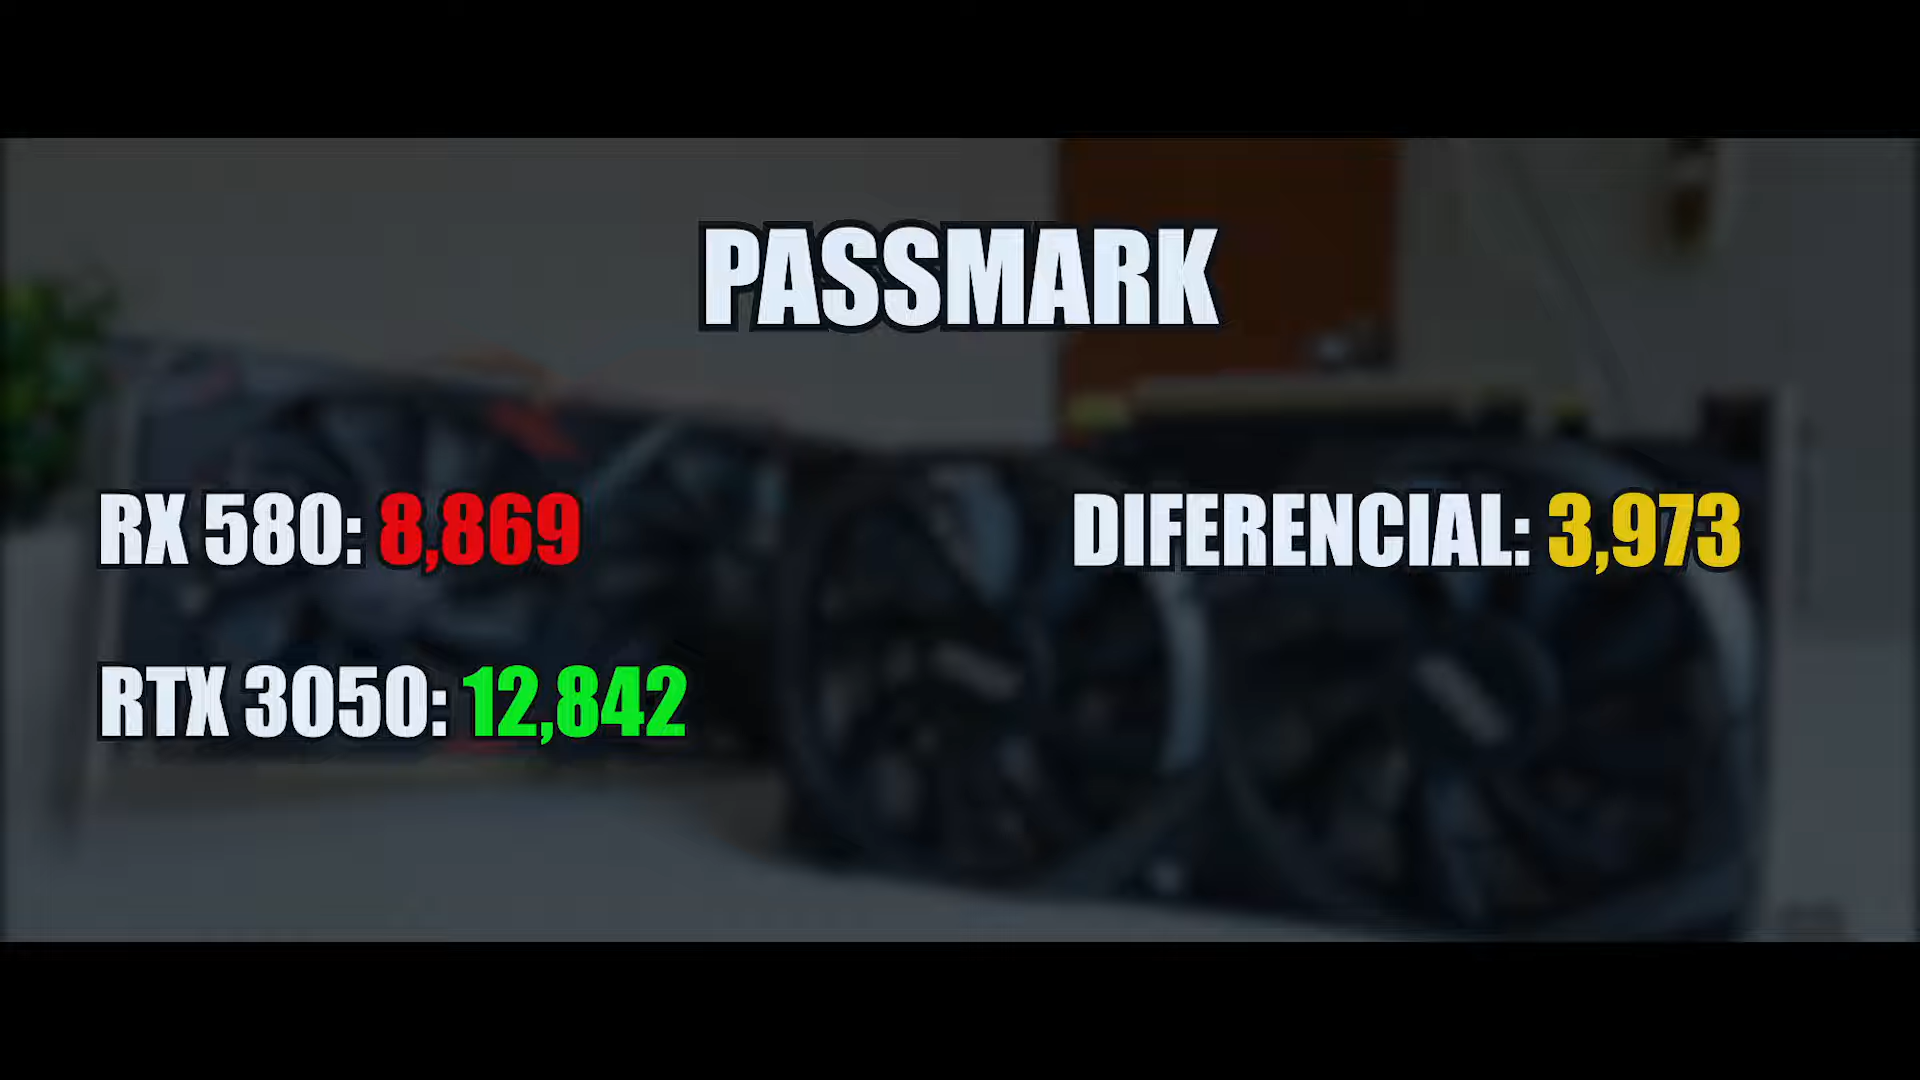 PASSMARK
RX 580: 8,869
DIFERENCIAL: 3,973
RTX 3050: 12,842